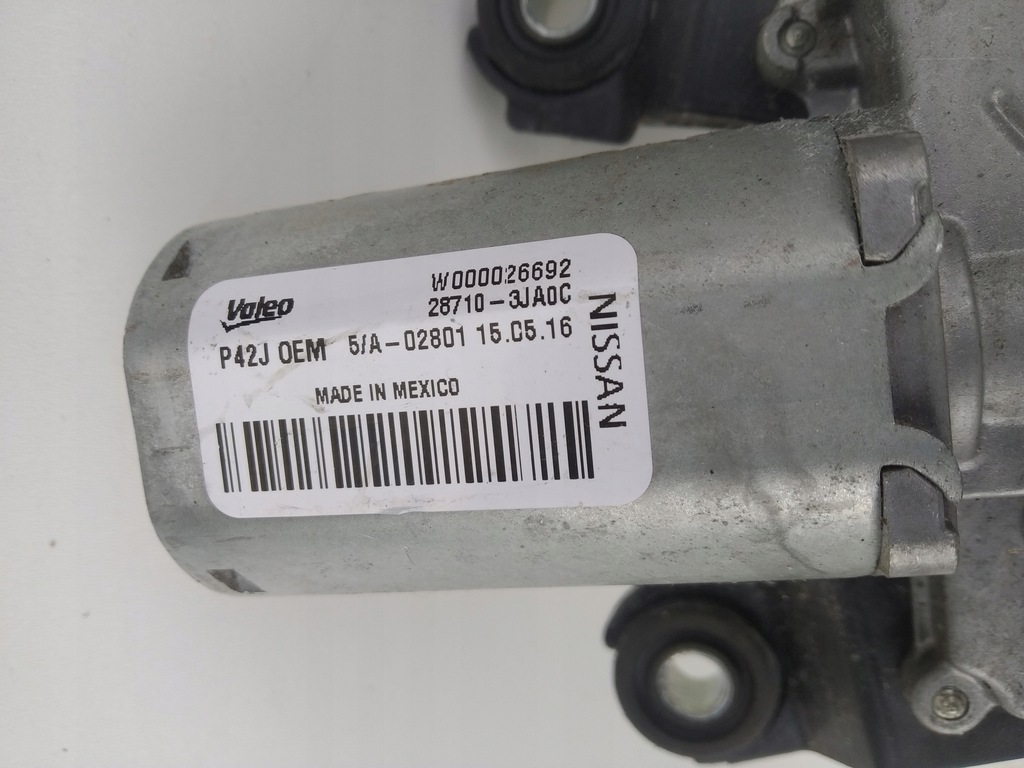 Valeo
W000026692
28710-3JA0C
P42J OEM 5/A-02801 15.05.16
MADE IN MEXICO
NISSAN